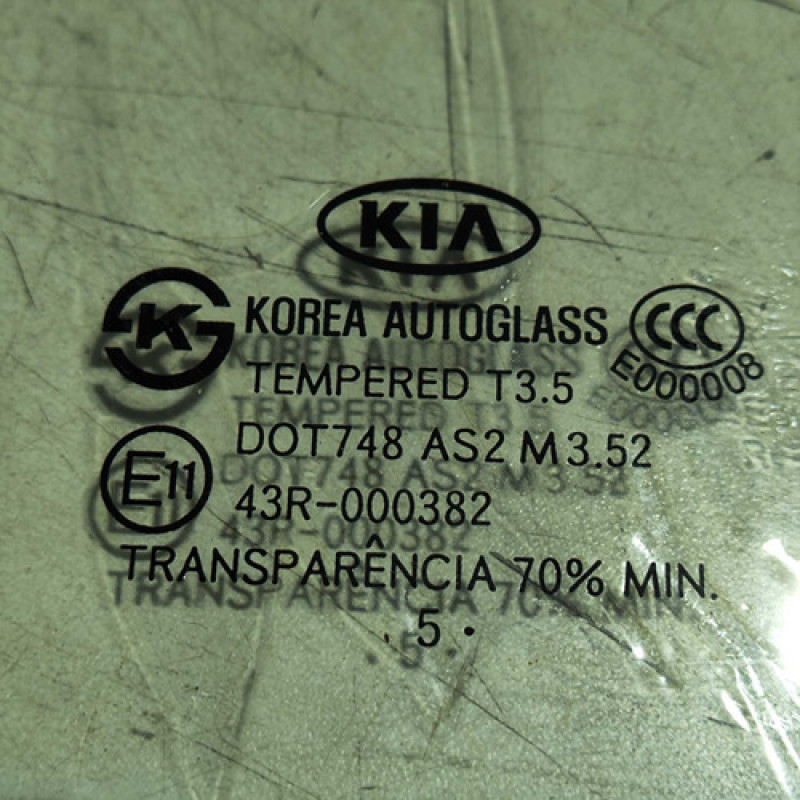 KIA
K
KOREA AUTOGLASS
CCC
E000008
TEMPERED T3.5
DOT748 AS2 M3.52
E11
43R-000382
TRANSPARÊNCIA 70% MIN.
. 5 .